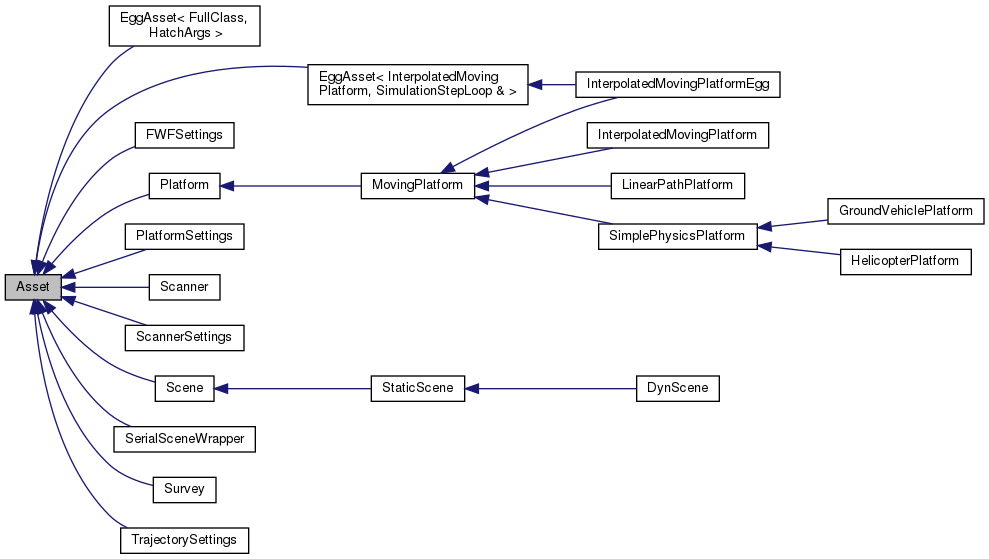 EggAsset< FullClass,
HatchArgs >
EggAsset< InterpolatedMoving
Platform, SimulationStepLoop & >
InterpolatedMovingPlatformEgg
FWFSettings
InterpolatedMovingPlatform
Platform
MovingPlatform
LinearPathPlatform
GroundVehiclePlatform
PlatformSettings
SimplePhysicsPlatform
HelicopterPlatform
Asset
Scanner
ScannerSettings
Scene
StaticScene
DynScene
SerialSceneWrapper
Survey
TrajectorySettings